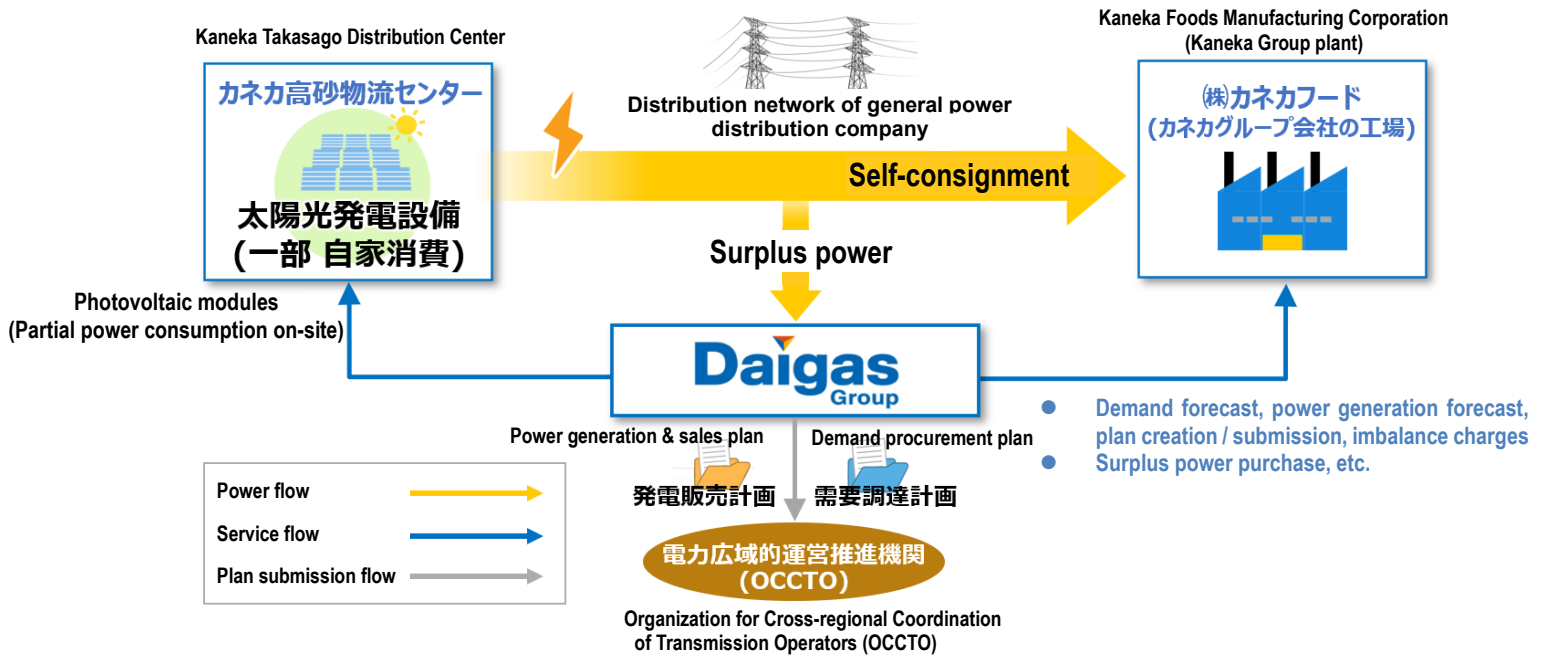 Kaneka Takasago Distribution Center
カネカ高砂物流センター
太陽光発電設備
(一部 自家消費)
Photovoltaic modules
(Partial power consumption on-site)
Distribution network of general power
distribution company
Self-consignment
Surplus power
Kaneka Foods Manufacturing Corporation
(Kaneka Group plant)
㈱カネカフード
(カネカグループ会社の工場)
Daigas
Group
● Demand forecast, power generation forecast,
plan creation / submission, imbalance charges
● Surplus power purchase, etc.
Power generation & sales plan
発電販売計画
Demand procurement plan
需要調達計画
電力広域的運営推進機関
(OCCTO)
Organization for Cross-regional Coordination
of Transmission Operators (OCCTO)
Power flow
Service flow
Plan submission flow